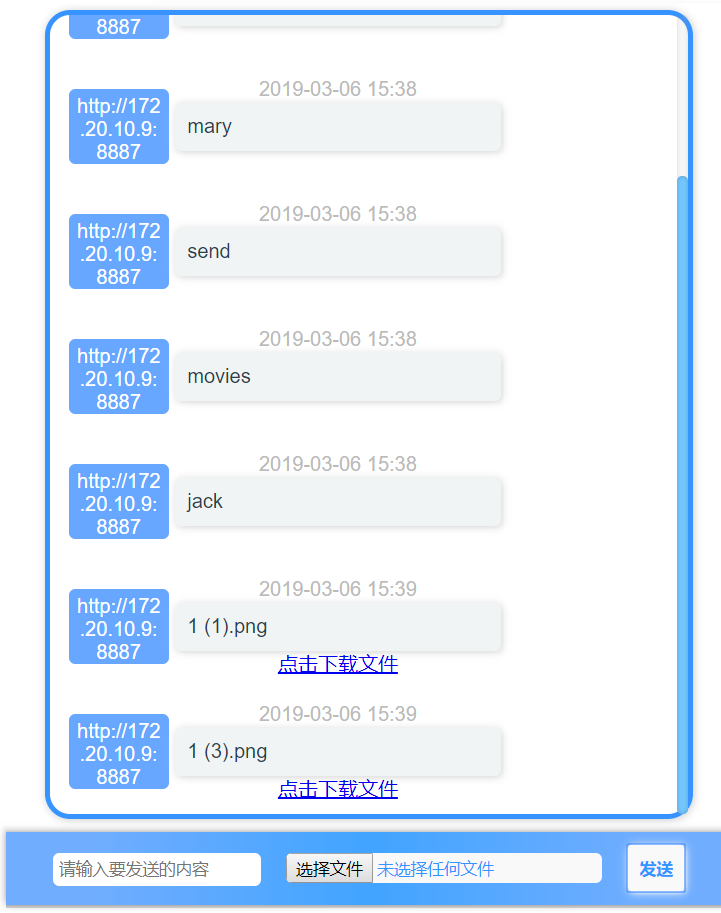 8887
2019-03-06 15:38
http://172
.20.10.9:
8887
mary
2019-03-06 15:38
http://172
.20.10.9:
8887
send
2019-03-06 15:38
http://172
.20.10.9:
8887
movies
2019-03-06 15:38
http://172
.20.10.9:
8887
jack
2019-03-06 15:39
http://172
.20.10.9:
8887
1 (1).png
点击下载文件
2019-03-06 15:39
http://172
.20.10.9:
8887
1 (3).png
点击下载文件
请输入要发送的内容
选择文件 未选择任何文件
发送